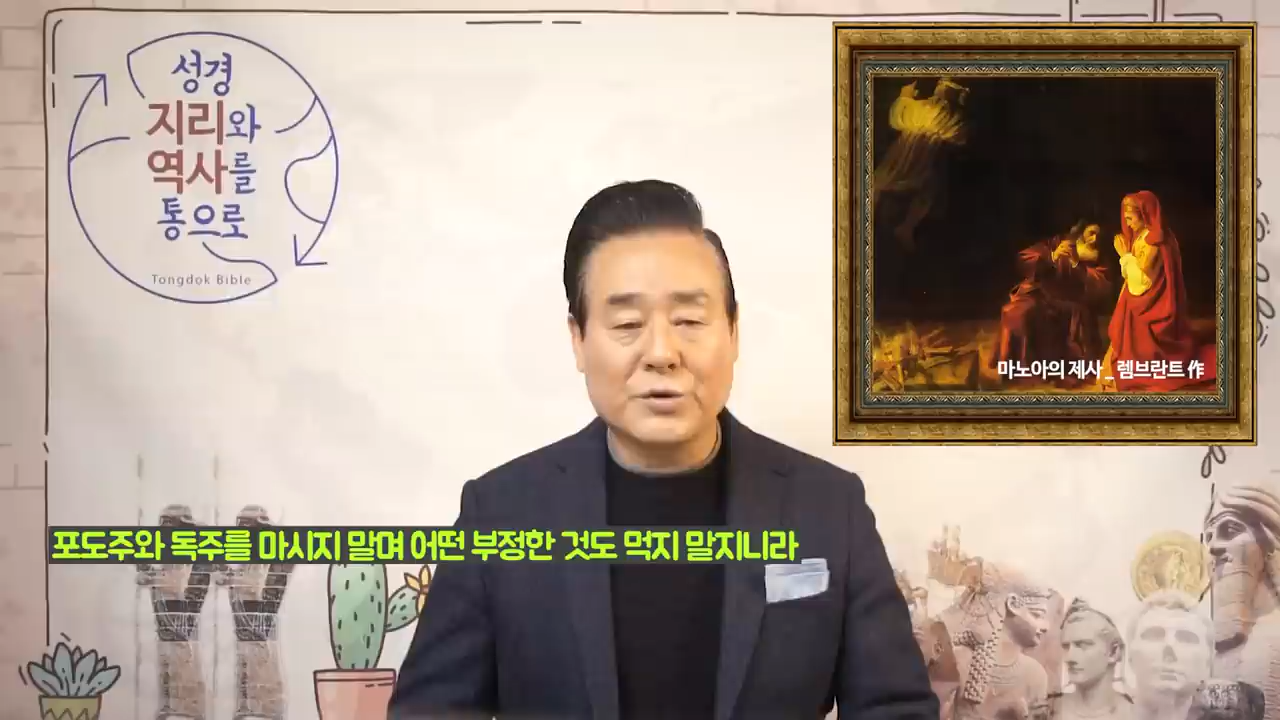 성경
지리와
역사를
통으로
Tongdok Bible
마노아의 제사 _ 렘브란트 作
포도주와 독주를 마시지 말며 어떤 부정한 것도 먹지 말지니라